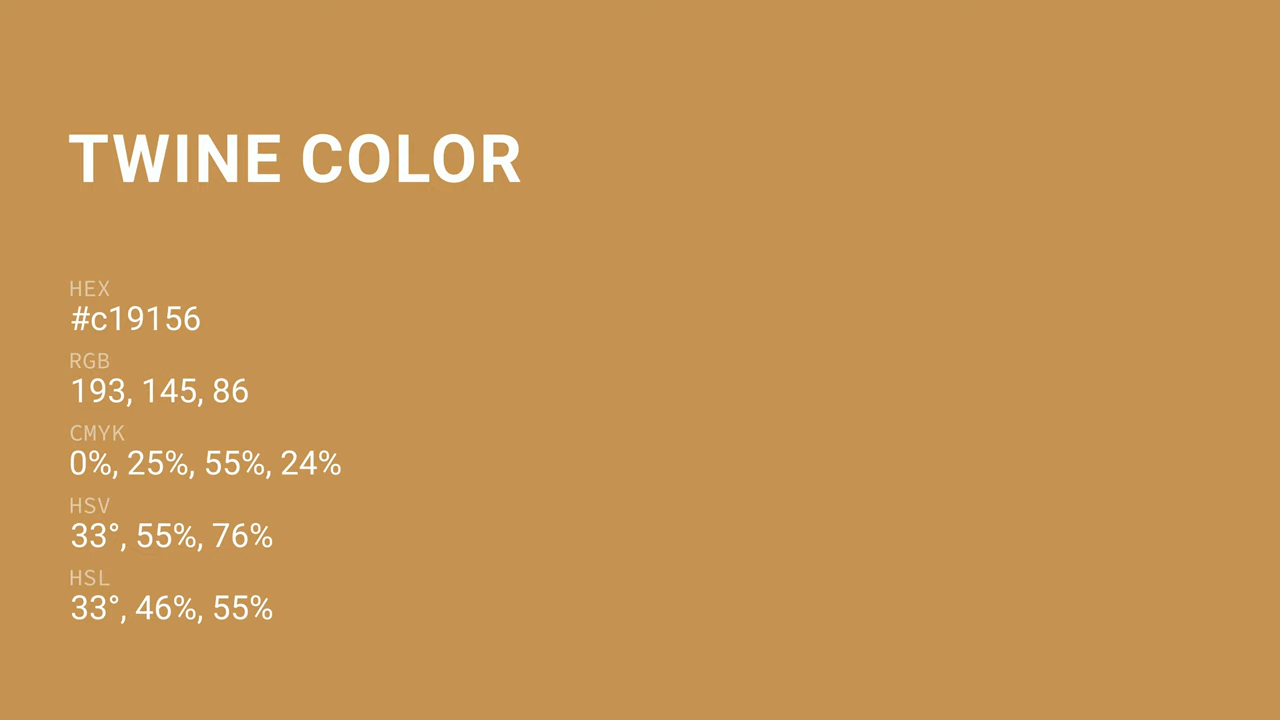 TWINE COLOR
HEX
#c19156
RGB
193, 145, 86
CMYK
0%, 25%, 55%, 24%
HSV
33°, 55%, 76%
HSL
33°, 46%, 55%